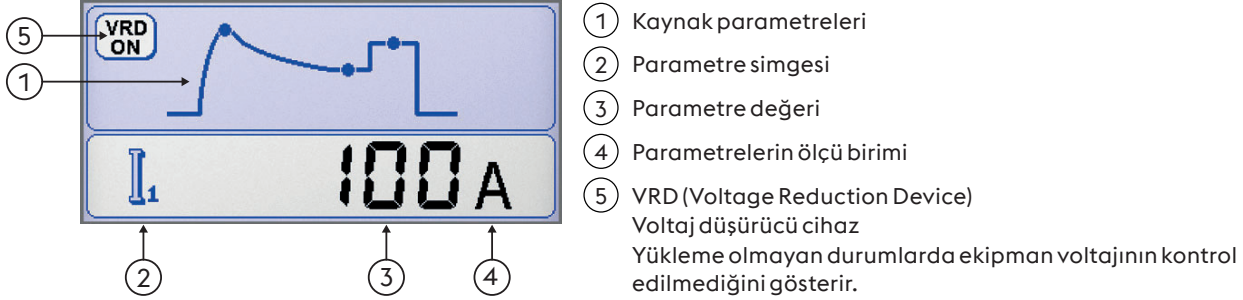 5
VRD
ON
1
I1
100 A
2
3
4
1 Kaynak parametreleri
2 Parametre simgesi
3 Parametre değeri
4 Parametrelerin ölçü birimi
5 VRD (Voltage Reduction Device)
Voltaj düşürücü cihaz
Yükleme olmayan durumlarda ekipman voltajının kontrol
edilmediğini gösterir.